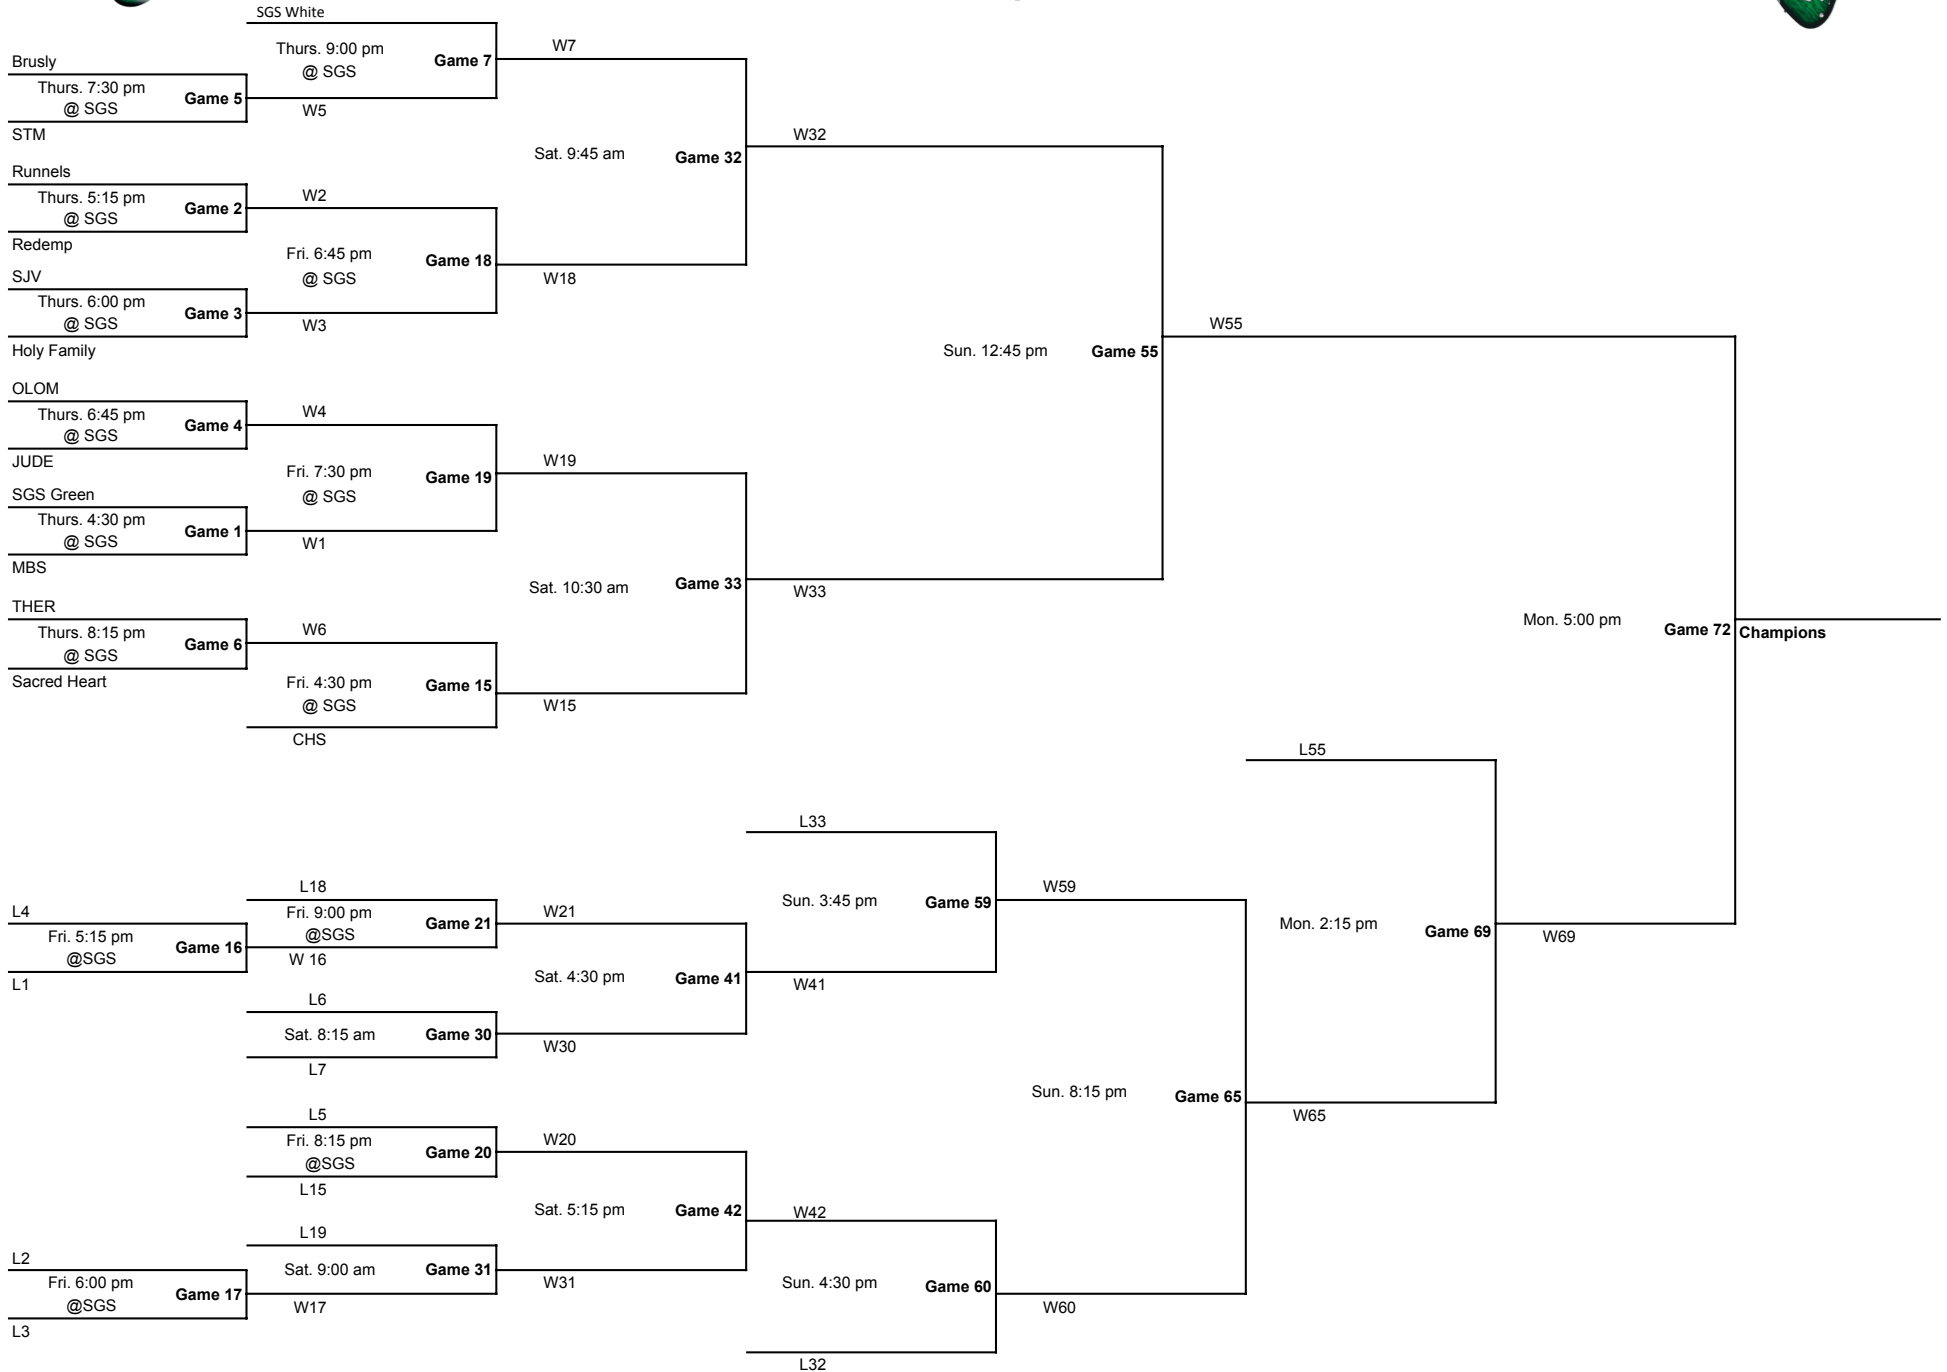 SGS White
Thurs. 9:00 pm
@ SGS
Game 7
W7
Brusly
Thurs. 7:30 pm
@ SGS
Game 5
W5
STM
Sat. 9:45 am
Game 32
W32
Runnels
Thurs. 5:15 pm
@ SGS
Game 2
W2
Redemp
Fri. 6:45 pm
@ SGS
Game 18
W18
SJV
Thurs. 6:00 pm
@ SGS
Game 3
W3
Holy Family
Sun. 12:45 pm
Game 55
W55
OLOM
Thurs. 6:45 pm
@ SGS
Game 4
W4
JUDE
Fri. 7:30 pm
@ SGS
Game 19
W19
SGS Green
Thurs. 4:30 pm
@ SGS
Game 1
W1
MBS
Sat. 10:30 am
Game 33
W33
THER
Thurs. 8:15 pm
@ SGS
Game 6
W6
Sacred Heart
Fri. 4:30 pm
@ SGS
Game 15
W15
CHS
Mon. 5:00 pm
Game 72
Champions
L55
L33
L18
Fri. 9:00 pm
@SGS
Game 21
W21
L4
Fri. 5:15 pm
@SGS
Game 16
W 16
L1
Sun. 3:45 pm
Game 59
W59
Mon. 2:15 pm
Game 69
W69
Sat. 4:30 pm
Game 41
W41
L6
Sat. 8:15 am
Game 30
W30
L7
Sun. 8:15 pm
Game 65
W65
L5
Fri. 8:15 pm
@SGS
Game 20
W20
L15
Sat. 5:15 pm
Game 42
W42
L19
Sat. 9:00 am
Game 31
W31
L2
Fri. 6:00 pm
@SGS
Game 17
W17
L3
Sun. 4:30 pm
Game 60
W60
L32